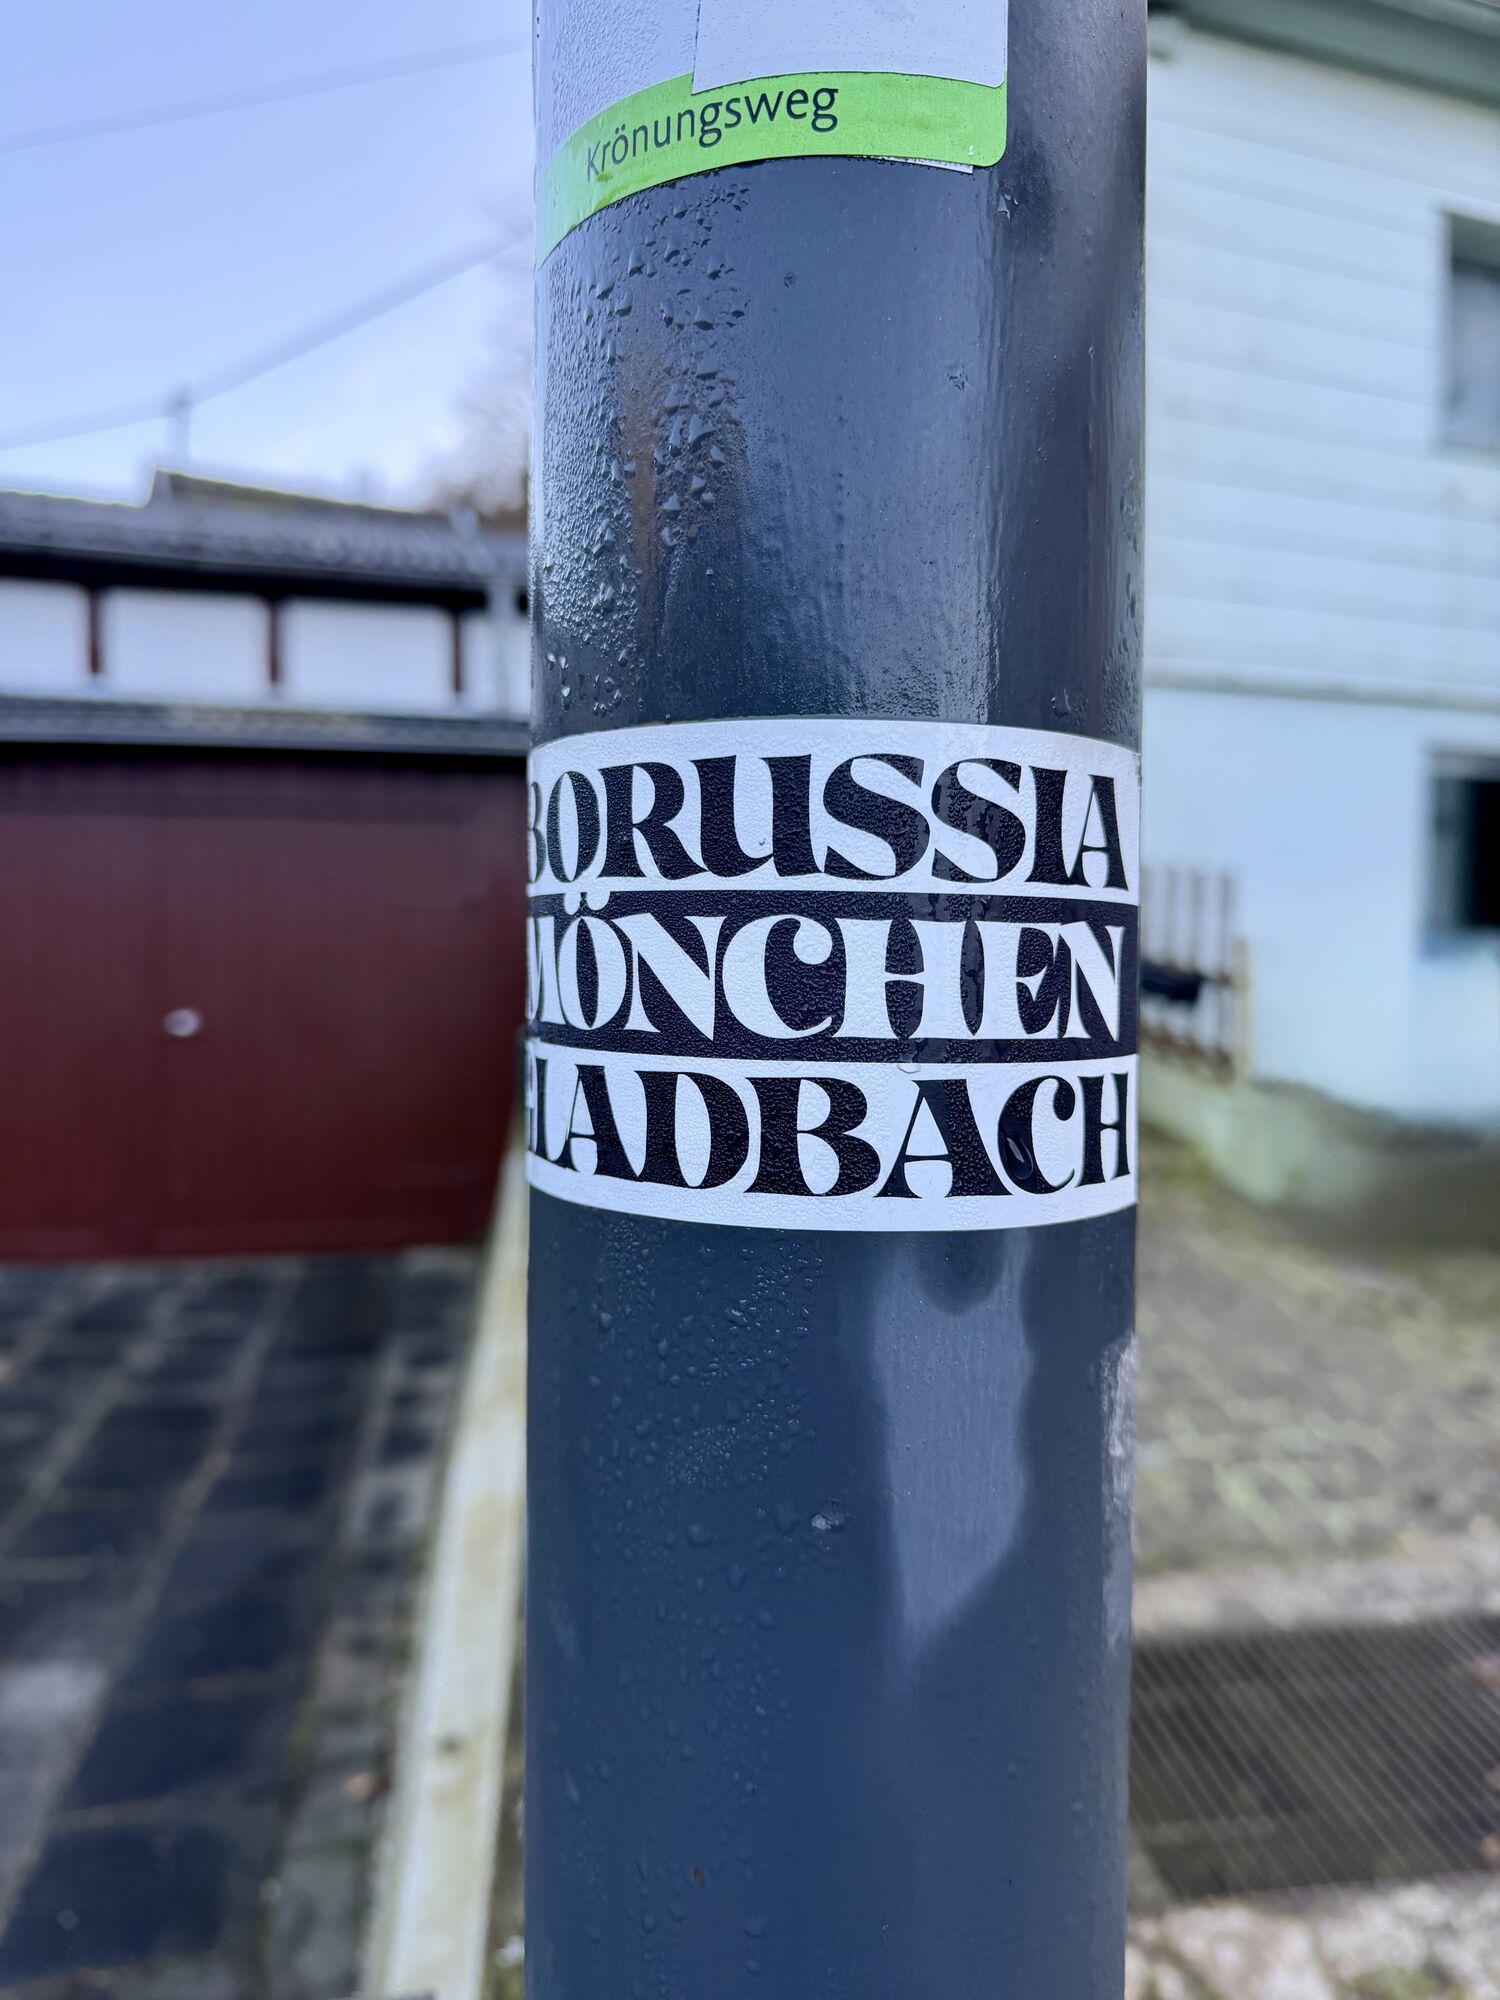 Krönungsweg
BORUSSIA
MÖNCHEN
GLADBACH